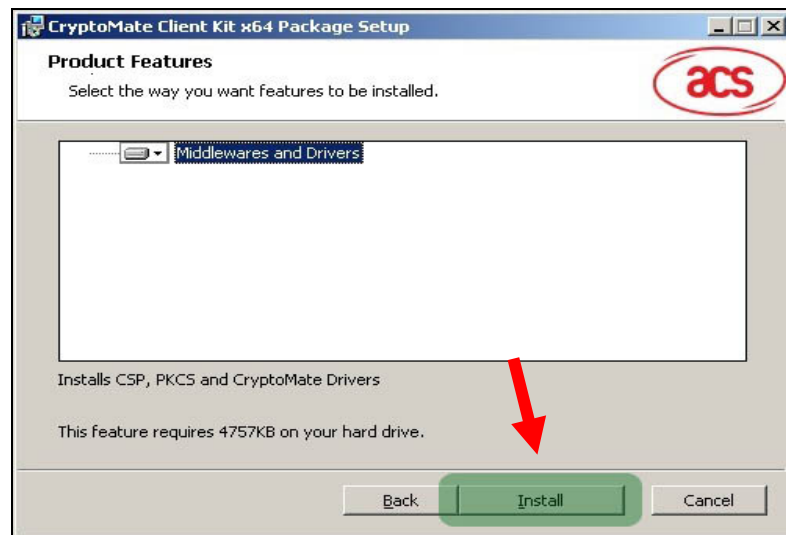 CryptoMate Client Kit x64 Package Setup
Product Features
Select the way you want features to be installed.
acs
Middlewares and Drivers
Installs CSP, PKCS and CryptoMate Drivers
This feature requires 4757KB on your hard drive.
Back Install Cancel